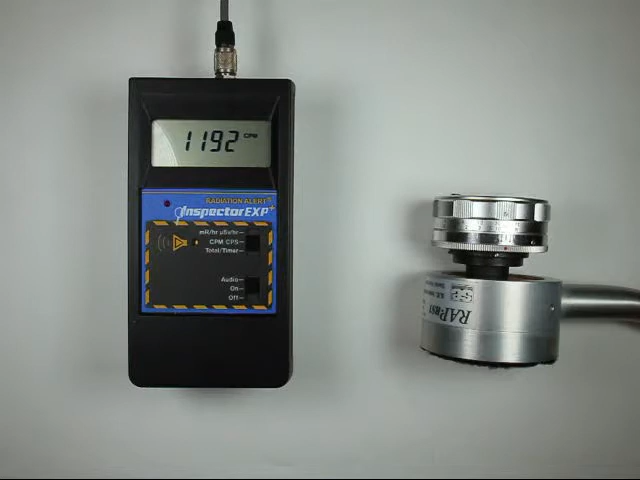 1192 CPM
RADIATION ALERT®
Inspector EXP+
mR/hr µSv/hr
CPM CPS
Total/Timer
Audio
On
Off
RAP